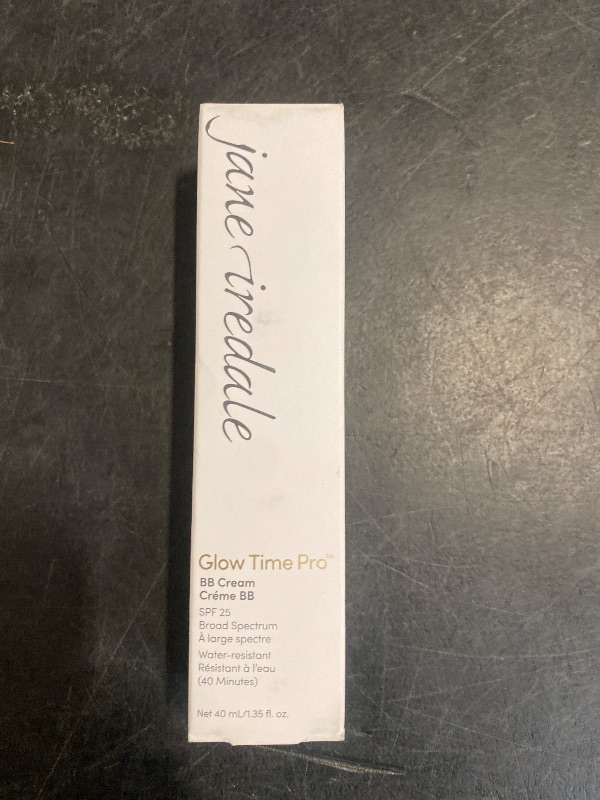 jane iredale
Glow Time Pro™
BB Cream
Créme BB
SPF 25
Broad Spectrum
À large spectre
Water-resistant
Résistant à l'eau
(40 Minutes)
Net 40 mL/1.35 fl. oz.